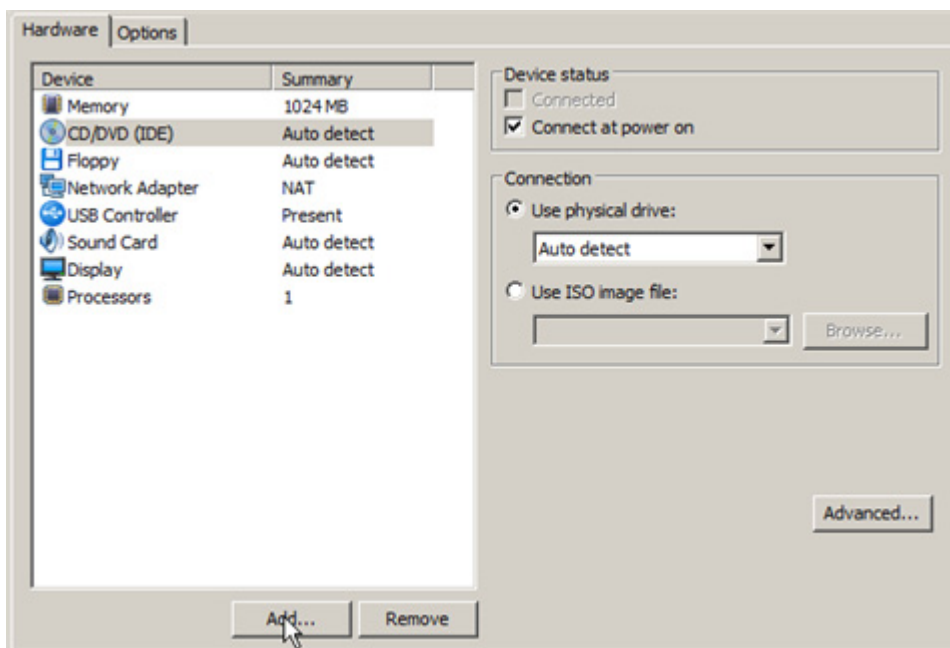 Hardware Options
Device Summary
Memory 1024 MB
CD/DVD (IDE) Auto detect
Floppy Auto detect
Network Adapter NAT
USB Controller Present
Sound Card Auto detect
Display Auto detect
Processors 1
Add... Remove
Device status
Connected
Connect at power on
Connection
Use physical drive:
Auto detect
Use ISO image file:
Browse...
Advanced...